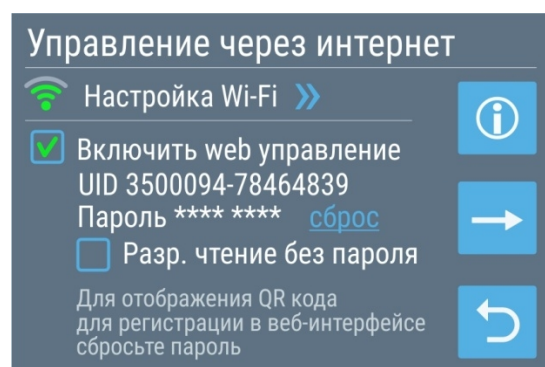 Управление через интернет
Настройка Wi-Fi »
Включить web управление
UID 3500094-78464839
Пароль **** **** сброс
Разр. чтение без пароля
Для отображения QR кода
для регистрации в веб-интерфейсе
сбросьте пароль